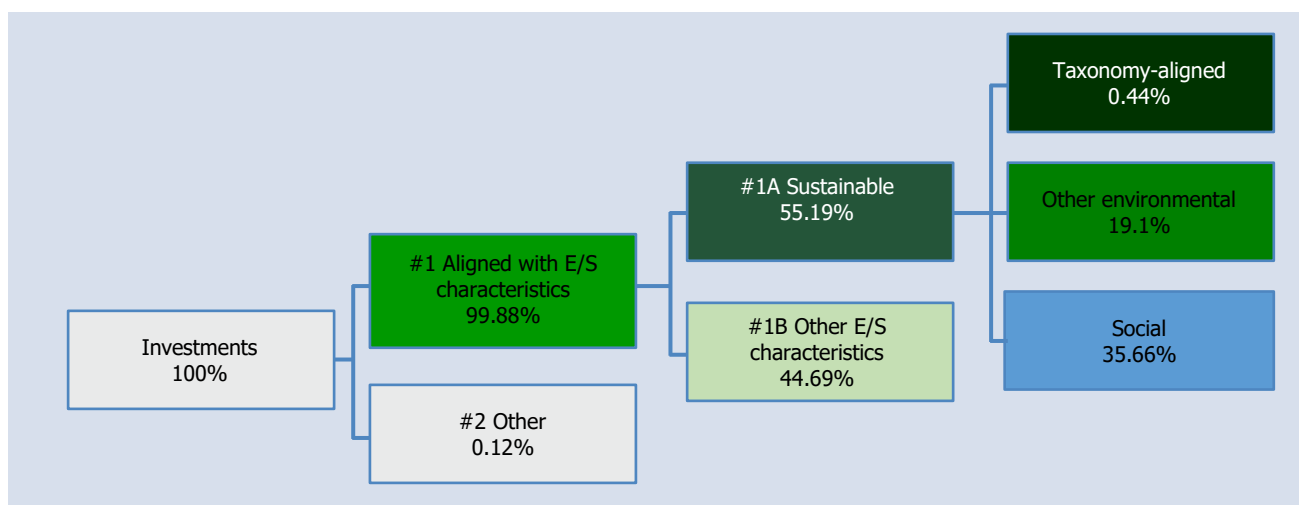 Investments
100%
#1 Aligned with E/S
characteristics
99.88%
#2 Other
0.12%
#1A Sustainable
55.19%
#1B Other E/S
characteristics
44.69%
Taxonomy-aligned
0.44%
Other environmental
19.1%
Social
35.66%